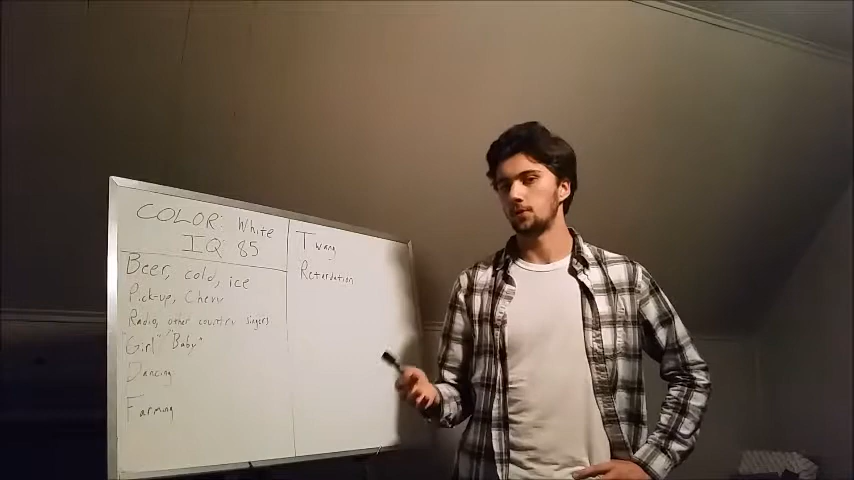 COLOR: White
IQ: 85
Beer, cold, ice
Pick-up, Chevy
Radio, other country singers
"Girl" "Baby"
Dancing
Farming
Twang
Retardation